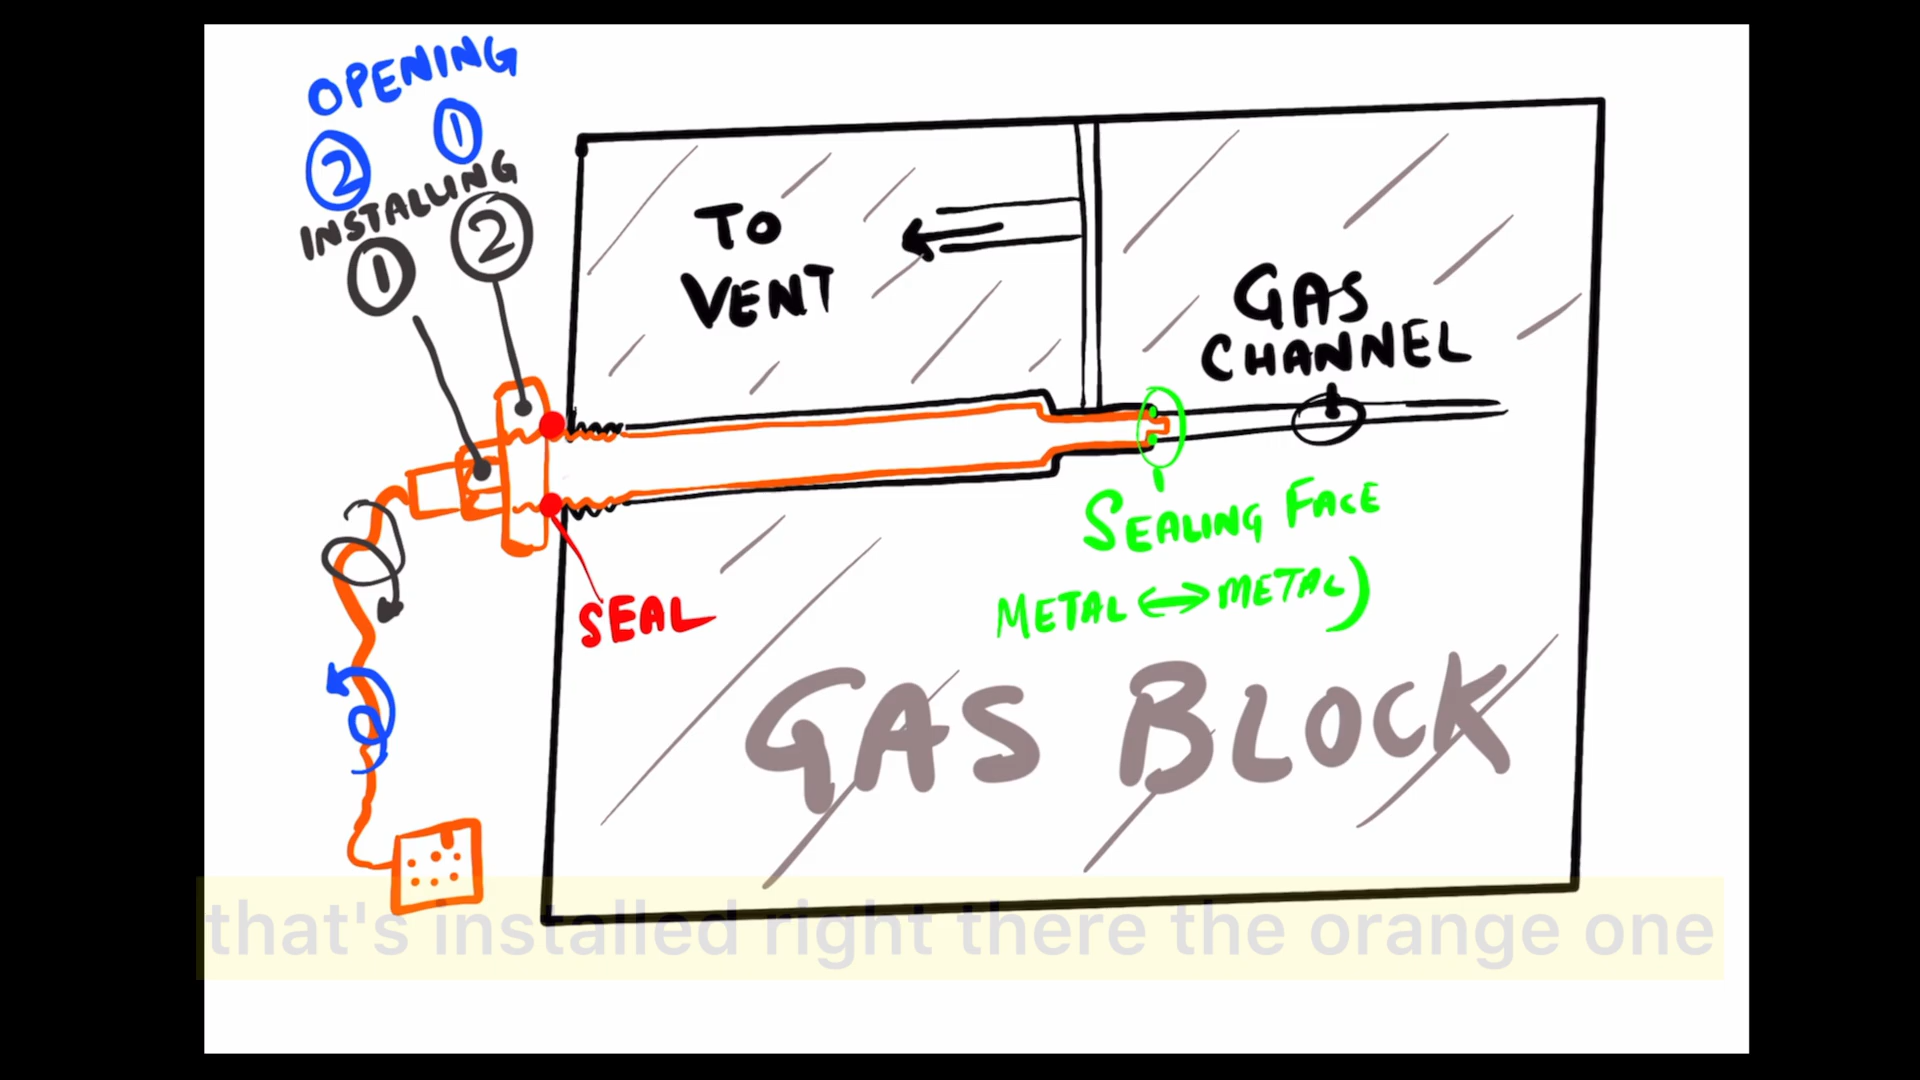 OPENING
② ①
INSTALLING
① ②
TO
VENT
GAS
CHANNEL
SEALING FACE
METAL ↔ METAL)
SEAL
GAS BLOCK
that's installed right there the orange one